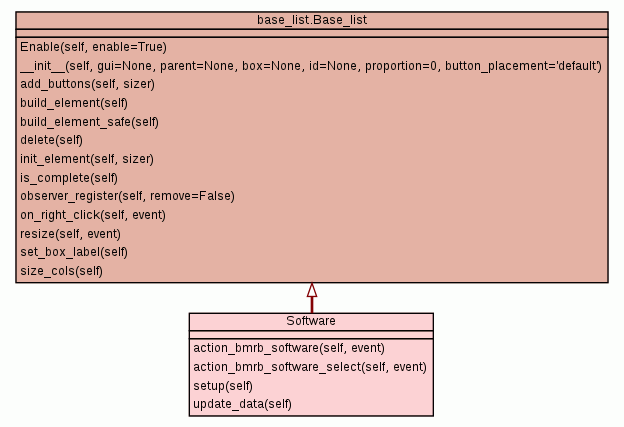 base_list.Base_list
Enable(self, enable=True)
__init__(self, gui=None, parent=None, box=None, id=None, proportion=0, button_placement='default')
add_buttons(self, sizer)
build_element(self)
build_element_safe(self)
delete(self)
init_element(self, sizer)
is_complete(self)
observer_register(self, remove=False)
on_right_click(self, event)
resize(self, event)
set_box_label(self)
size_cols(self)
Software
action_bmrb_software(self, event)
action_bmrb_software_select(self, event)
setup(self)
update_data(self)